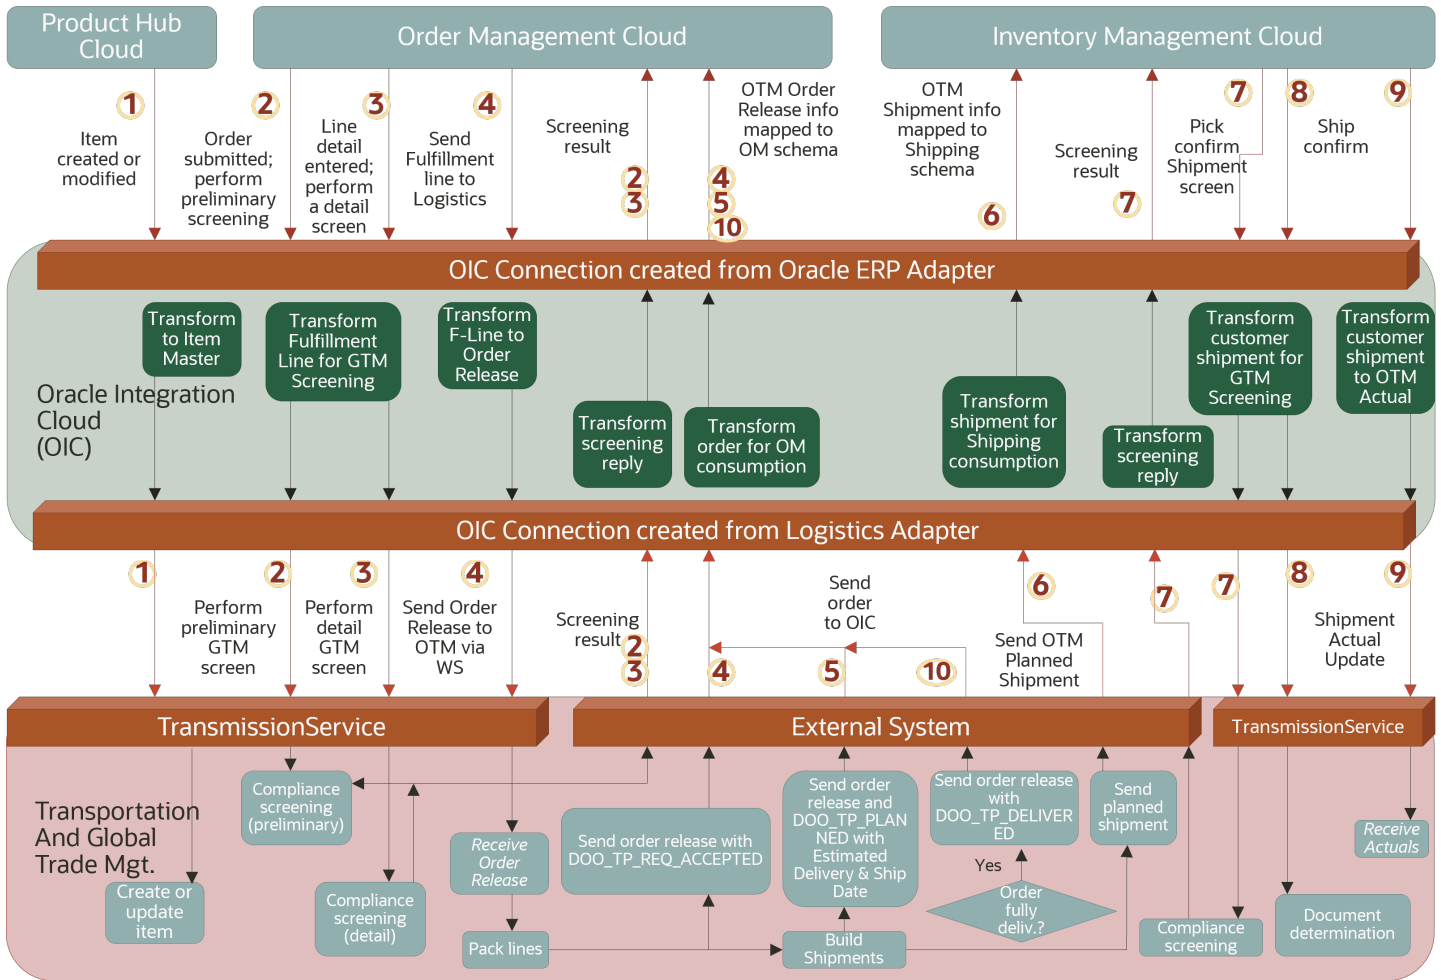 Product Hub
Cloud
Order Management Cloud
Inventory Management Cloud
1
Item
created or
modified
2
Order
submitted;
perform
preliminary
screening
3
Line
detail
entered;
perform
a detail
screen
4
Send
Fulfillment
line to
Logistics
Screening
result
2
3
OTM Order
Release info
mapped to
OM schema
4
5
10
OTM
Shipment info
mapped to
Shipping
schema
6
Screening
result
7
7
Pick
confirm
Shipment
screen
8
Ship
confirm
9
OIC Connection created from Oracle ERP Adapter
Oracle Integration
Cloud
(OIC)
Transform
to Item
Master
Transform
Fulfillment
Line for GTM
Screening
Transform
F-Line to
Order
Release
Transform
screening
reply
Transform
order for OM
consumption
Transform
shipment for
Shipping
consumption
Transform
screening
reply
Transform
customer
shipment for
GTM
Screening
Transform
customer
shipment
to OTM
Actual
OIC Connection created from Logistics Adapter
1
2
Perform
preliminary
GTM
screen
3
Perform
detail
GTM
screen
4
Send Order
Release to
OTM via
WS
Screening
result
2
3
4
Send
order
to OIC
5
10
6
Send OTM
Planned
Shipment
7
7
8
9
Shipment
Actual
Update
TransmissionService
External System
TransmissionService
Transportation
And Global
Trade Mgt.
Create or
update
item
Compliance
screening
(preliminary)
Compliance
screening
(detail)
Receive
Order
Release
Pack lines
Send order release with
DOO_TP_REQ_ACCEPTED
Send order
release and
DOO_TP_PLAN
NED with
Estimated
Delivery & Ship
Date
Build
Shipments
Send order release
with
DOO_TP_DELIVER
ED
Yes
Order
fully
deliv.?
Send
planned
shipment
Compliance
screening
Document
determination
Receive
Actuals